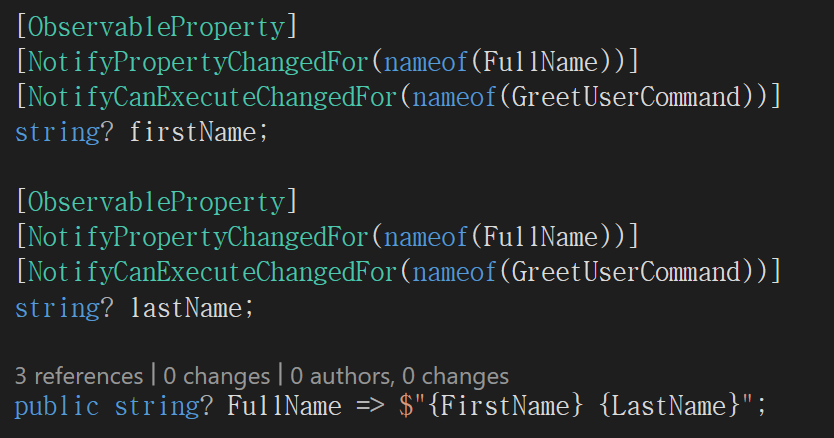 [ObservableProperty]
[NotifyPropertyChangedFor(nameof(FullName))]
[NotifyCanExecuteChangedFor(nameof(GreetUserCommand))]
string? firstName;
[ObservableProperty]
[NotifyPropertyChangedFor(nameof(FullName))]
[NotifyCanExecuteChangedFor(nameof(GreetUserCommand))]
string? lastName;
3 references | 0 changes | 0 authors, 0 changes
public string? FullName => $"{FirstName} {LastName}";